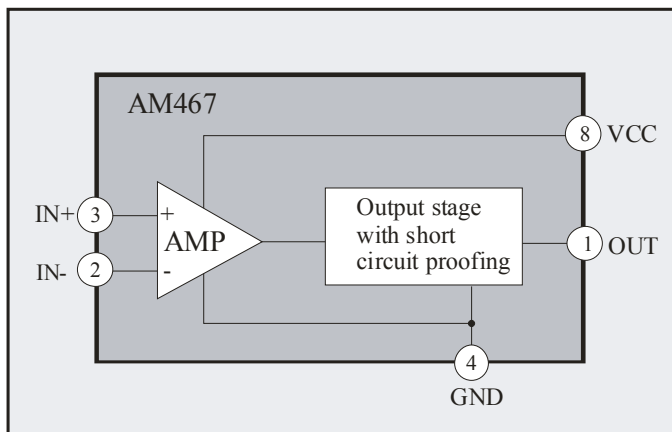 AM467
8 VCC
IN+ 3
+
AMP
-
IN- 2
Output stage
with short
circuit proofing
1 OUT
4
GND